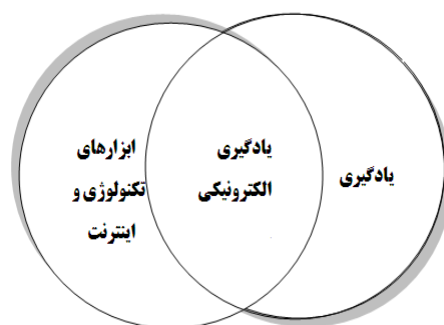 یادگیری
یادگیری
الکترونیکی
ابزارهای
تکنولوژی و
اینترنت